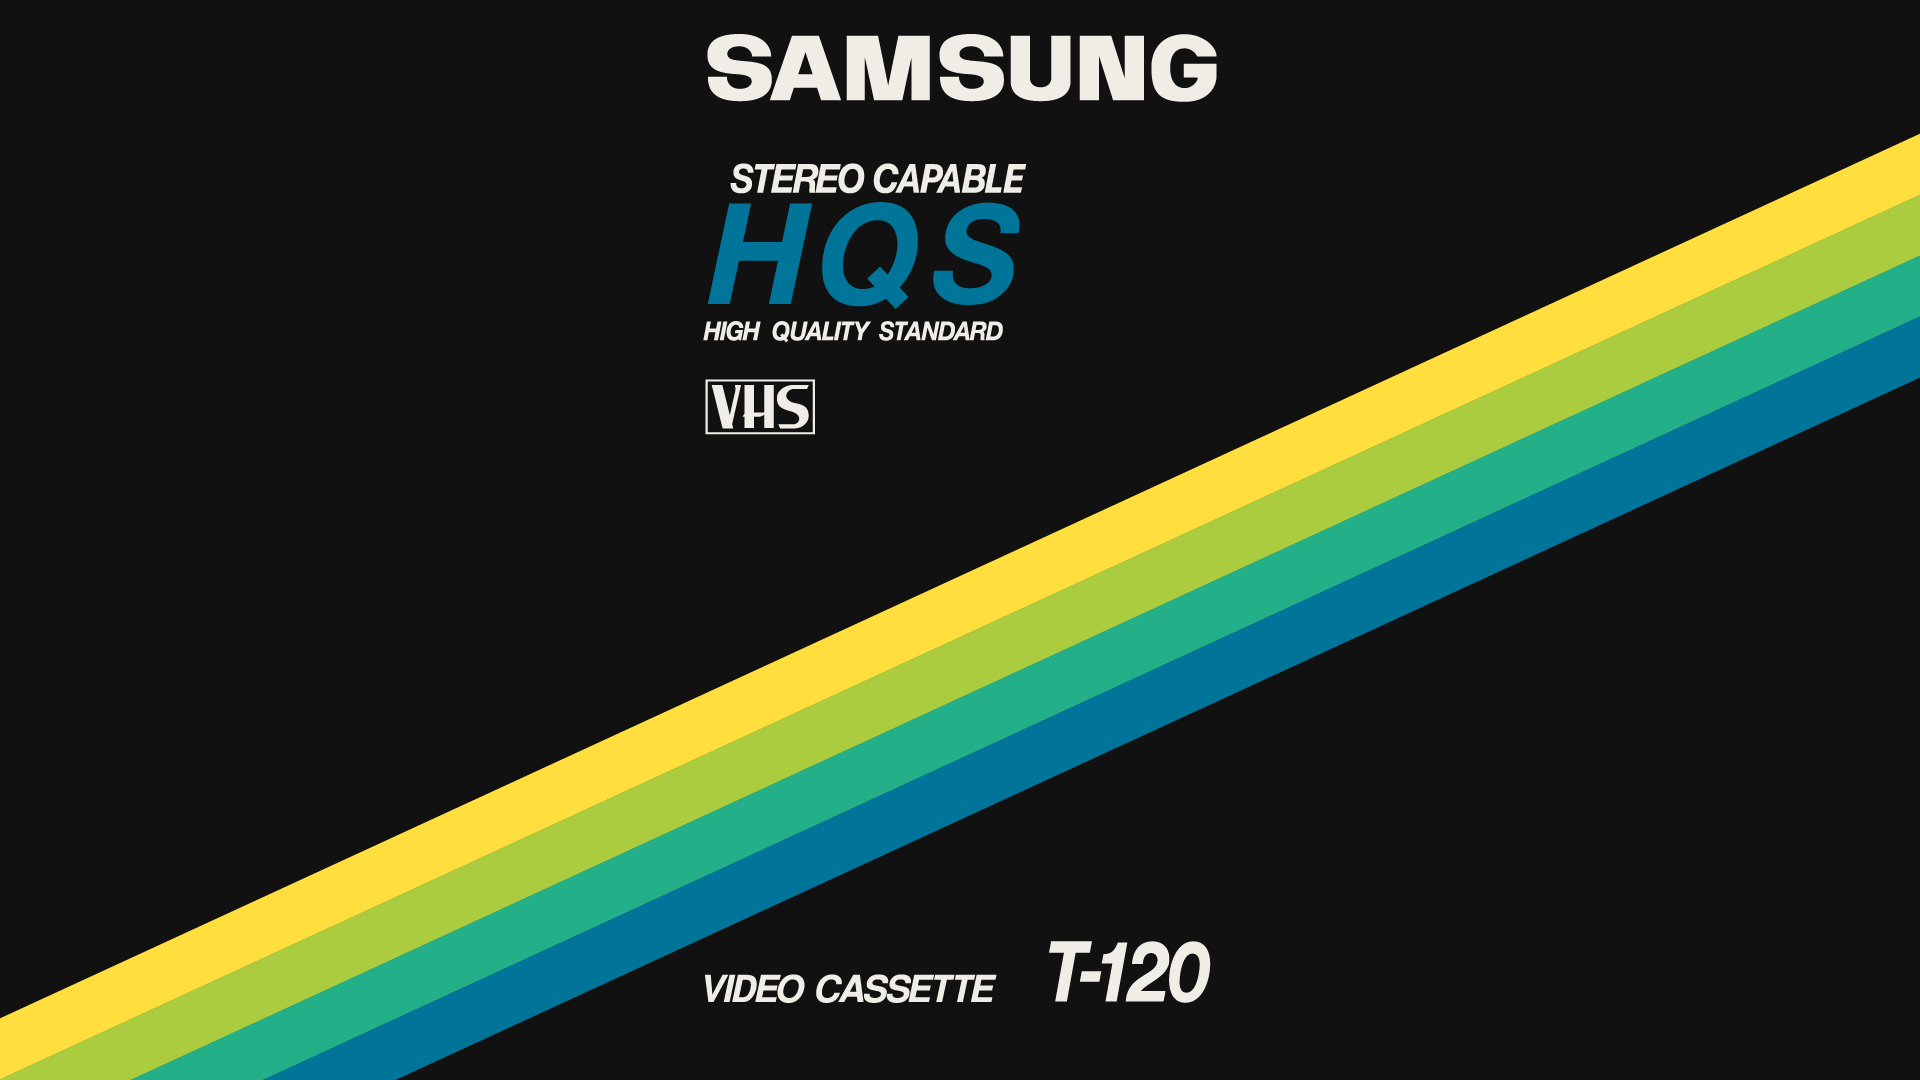 SAMSUNG
STEREO CAPABLE
HQS
HIGH QUALITY STANDARD
VHS
VIDEO CASSETTE T-120